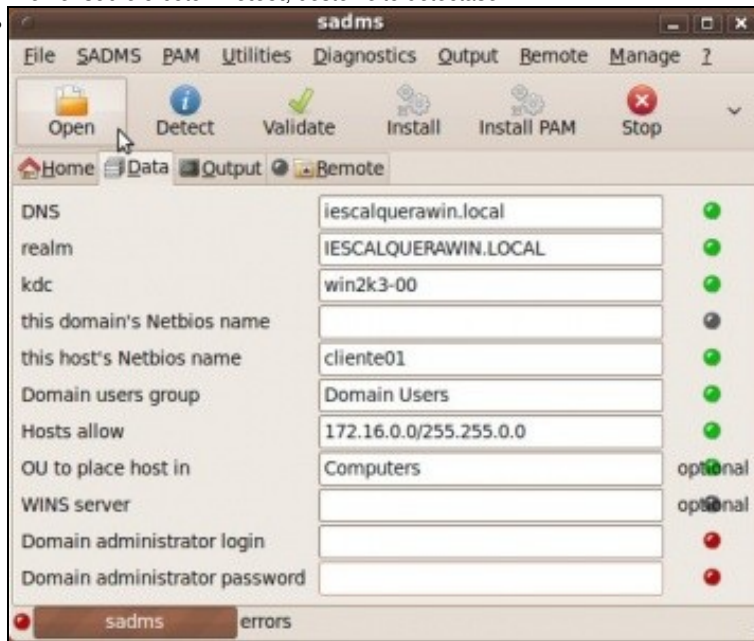 sadms
File SADMS PAM Utilities Diagnostics Output Remote Manage ?
Open Detect Validate Install Install PAM Stop
Home Data Output Remote
DNS iescalquerawin.local
realm IESCALQUERAWIN.LOCAL
kdc win2k3-00
this domain's Netbios name
this host's Netbios name cliente01
Domain users group Domain Users
Hosts allow 172.16.0.0/255.255.0.0
OU to place host in Computers optional
WINS server optional
Domain administrator login
Domain administrator password
sadms errors